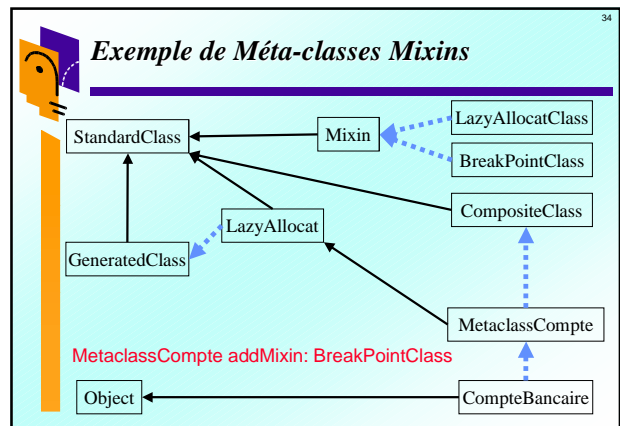 34
Exemple de Méta-classes Mixins
LazyAllocatClass
StandardClass
Mixin
BreakPointClass
CompositeClass
LazyAllocat
GeneratedClass
MetaclassCompte
MetaclassCompte addMixin: BreakPointClass
Object
CompteBancaire